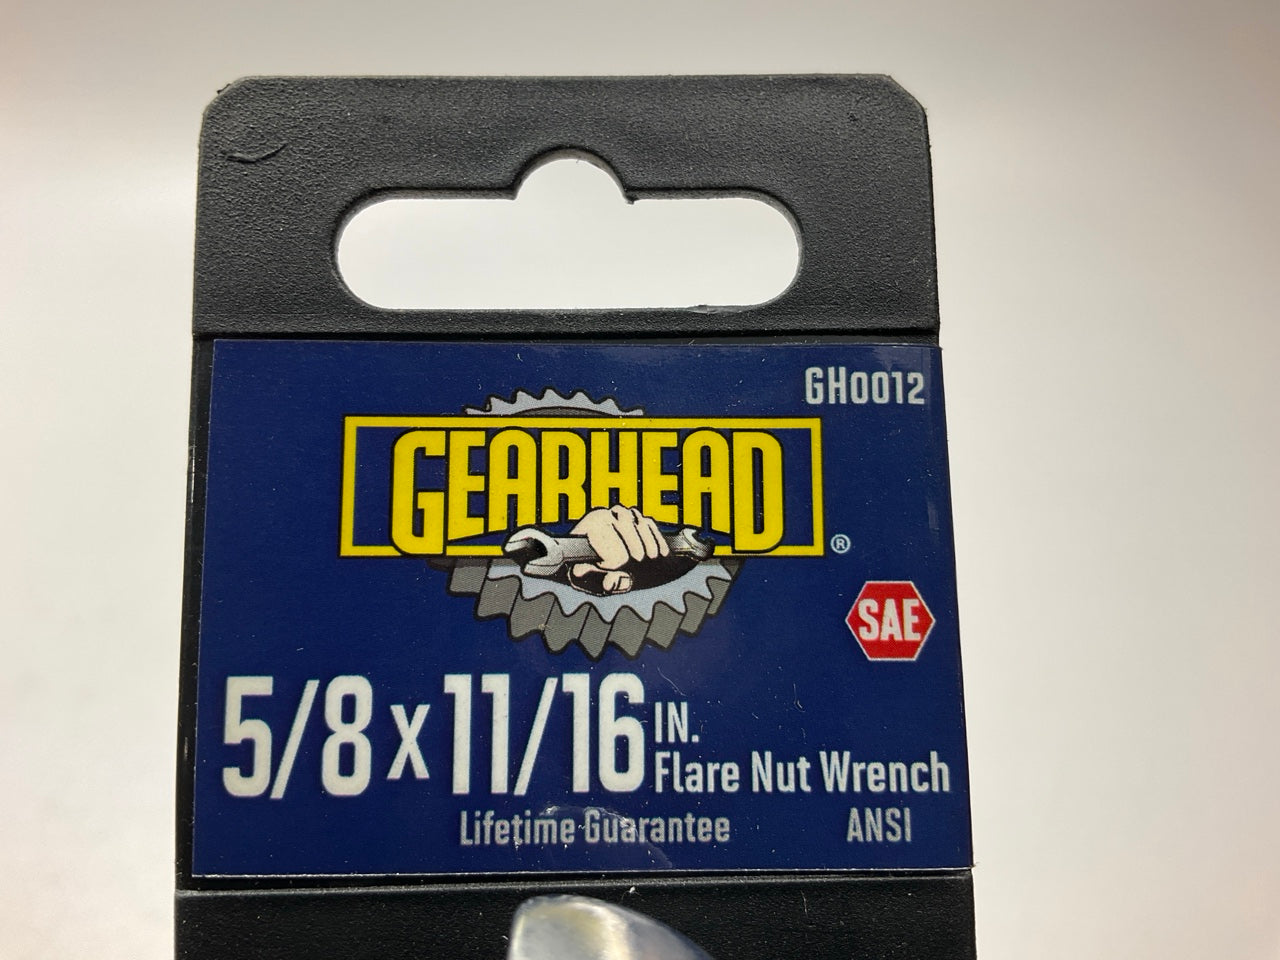 GH0012
GEARHEAD®
SAE
5/8 x 11/16 IN.
Flare Nut Wrench
Lifetime Guarantee
ANSI